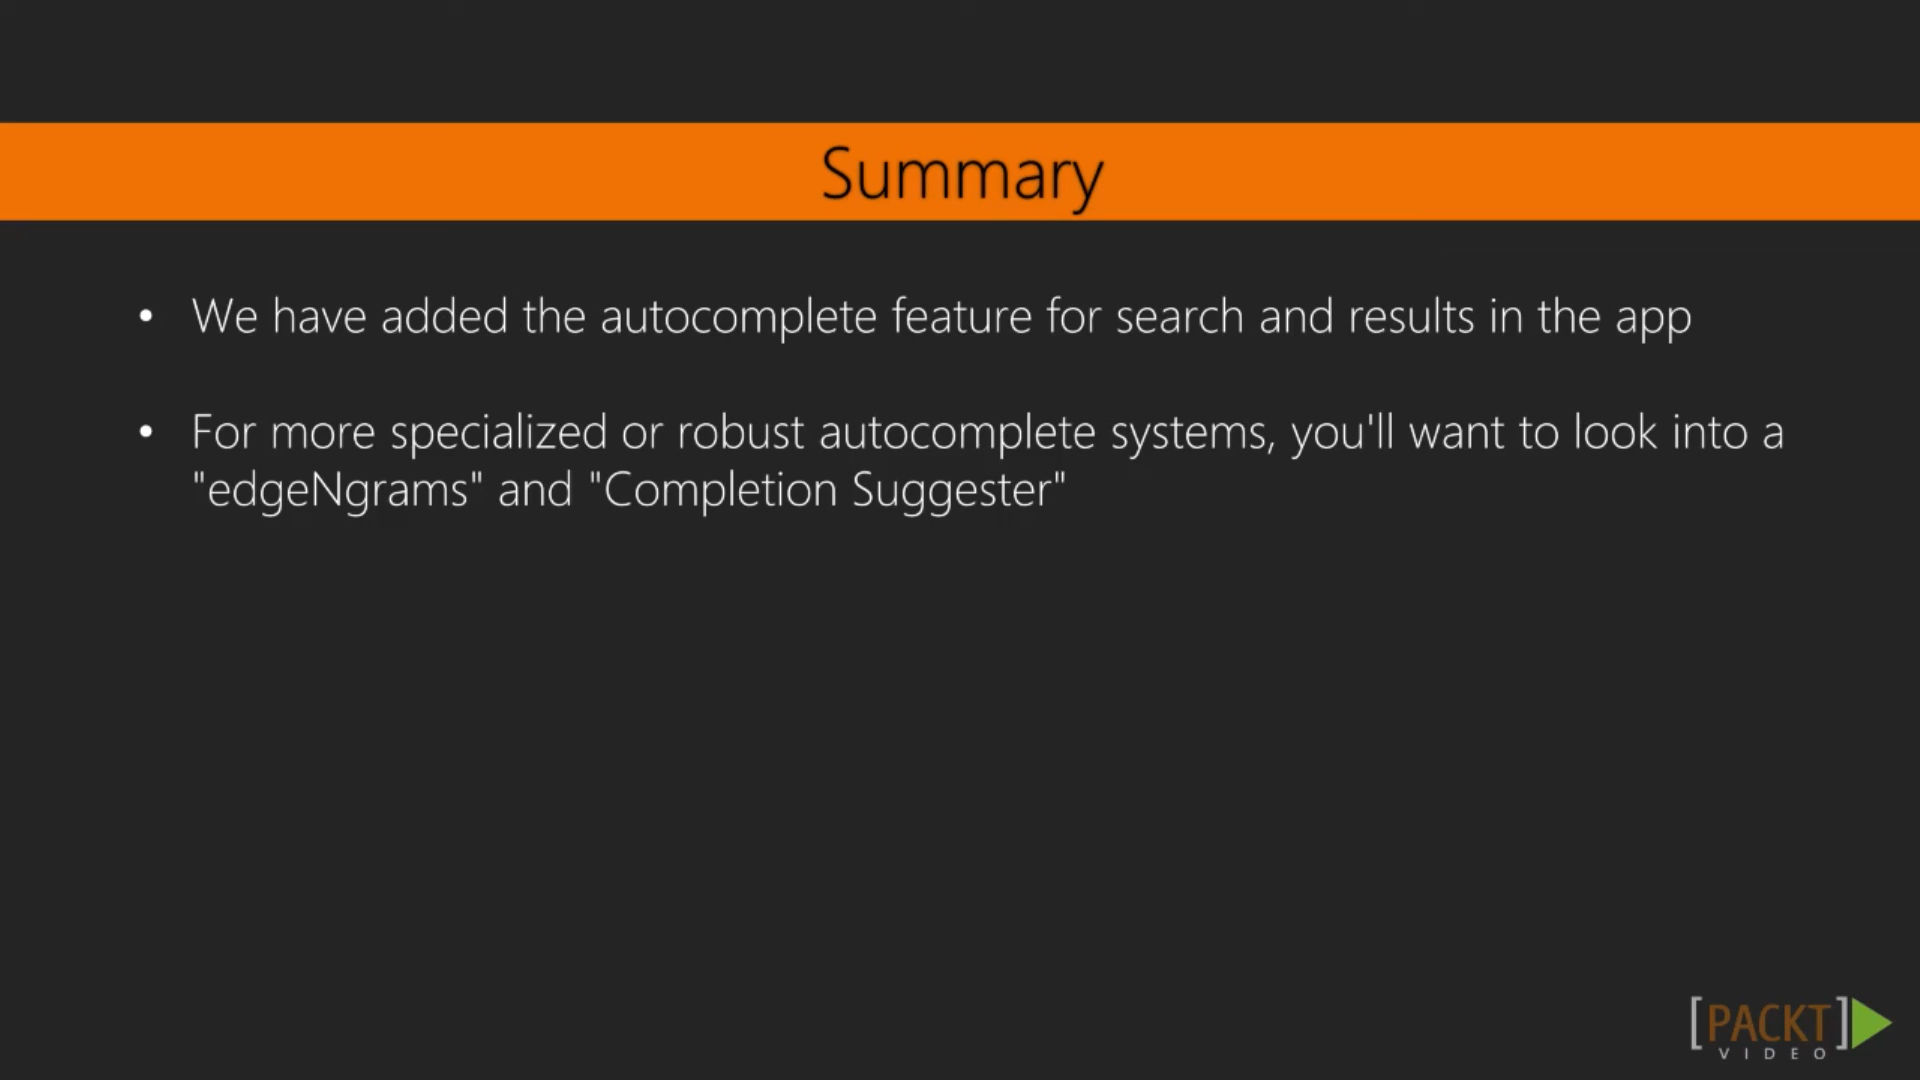 Summary
• We have added the autocomplete feature for search and results in the app
• For more specialized or robust autocomplete systems, you'll want to look into a
"edgeNgrams" and "Completion Suggester"
[PACKT]
VIDEO